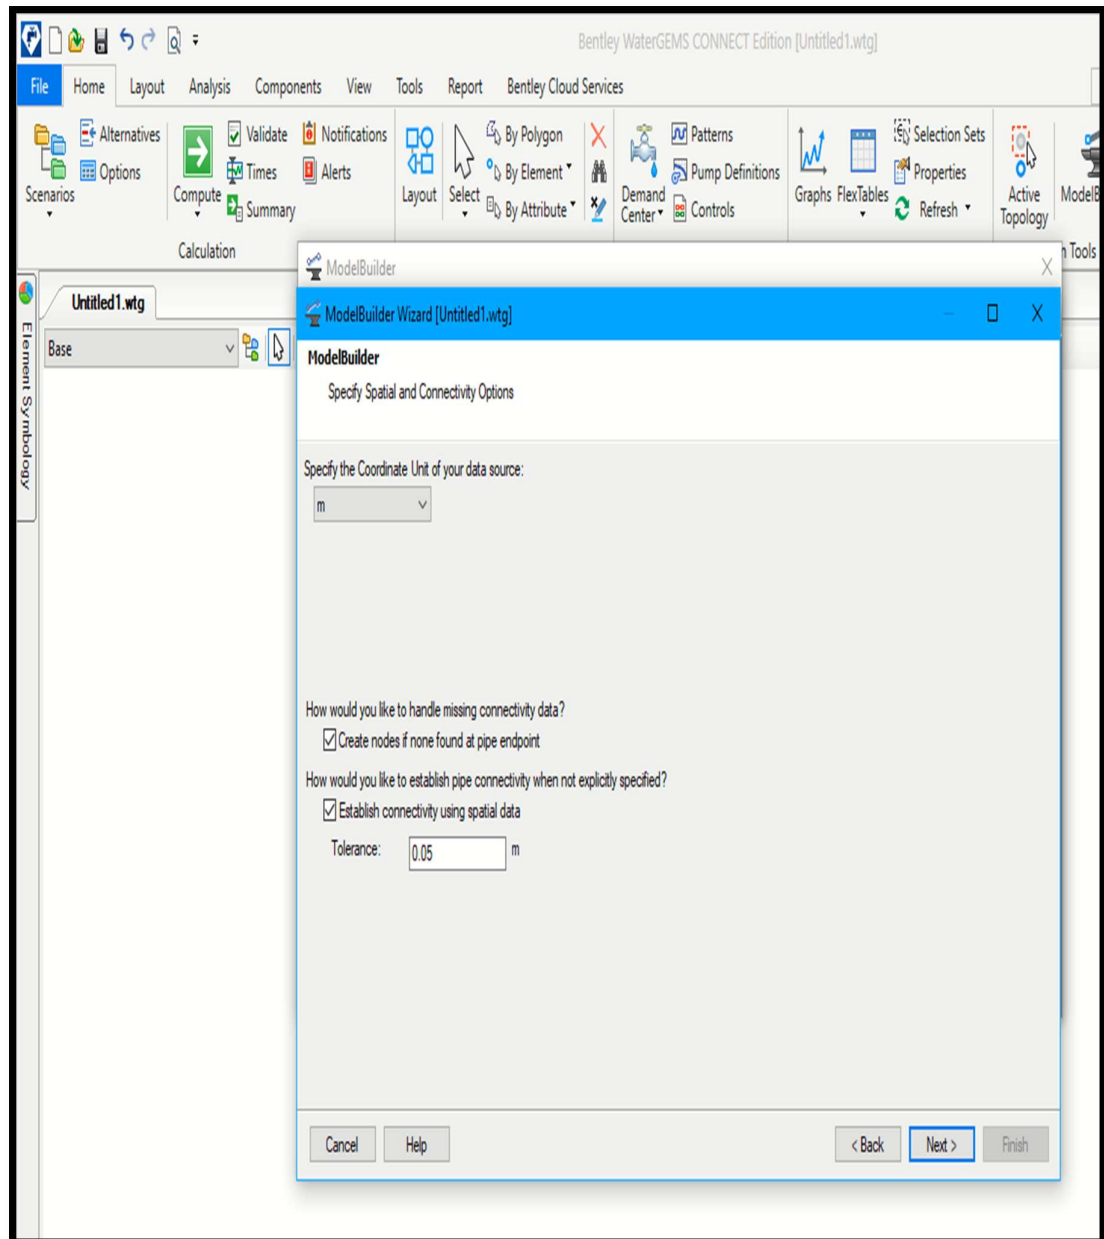 Bentley WaterGEMS CONNECT Edition [Untitled1.wtg]
File Home Layout Analysis Components View Tools Report Bentley Cloud Services
Scenarios
Alternatives
Options
Compute
Validate
Times
Summary
Notifications
Alerts
Calculation
Layout
Select
By Polygon
By Element
By Attribute
Demand
Center
Patterns
Pump Definitions
Controls
Graphs
FlexTables
Selection Sets
Properties
Refresh
Active
Topology
ModelB
n Tools
Element Symbology
Untitled1.wtg
Base
ModelBuilder
ModelBuilder Wizard [Untitled1.wtg]
ModelBuilder
Specify Spatial and Connectivity Options
Specify the Coordinate Unit of your data source:
m
How would you like to handle missing connectivity data?
Create nodes if none found at pipe endpoint
How would you like to establish pipe connectivity when not explicitly specified?
Establish connectivity using spatial data
Tolerance: 0.05 m
Cancel Help < Back Next > Finish